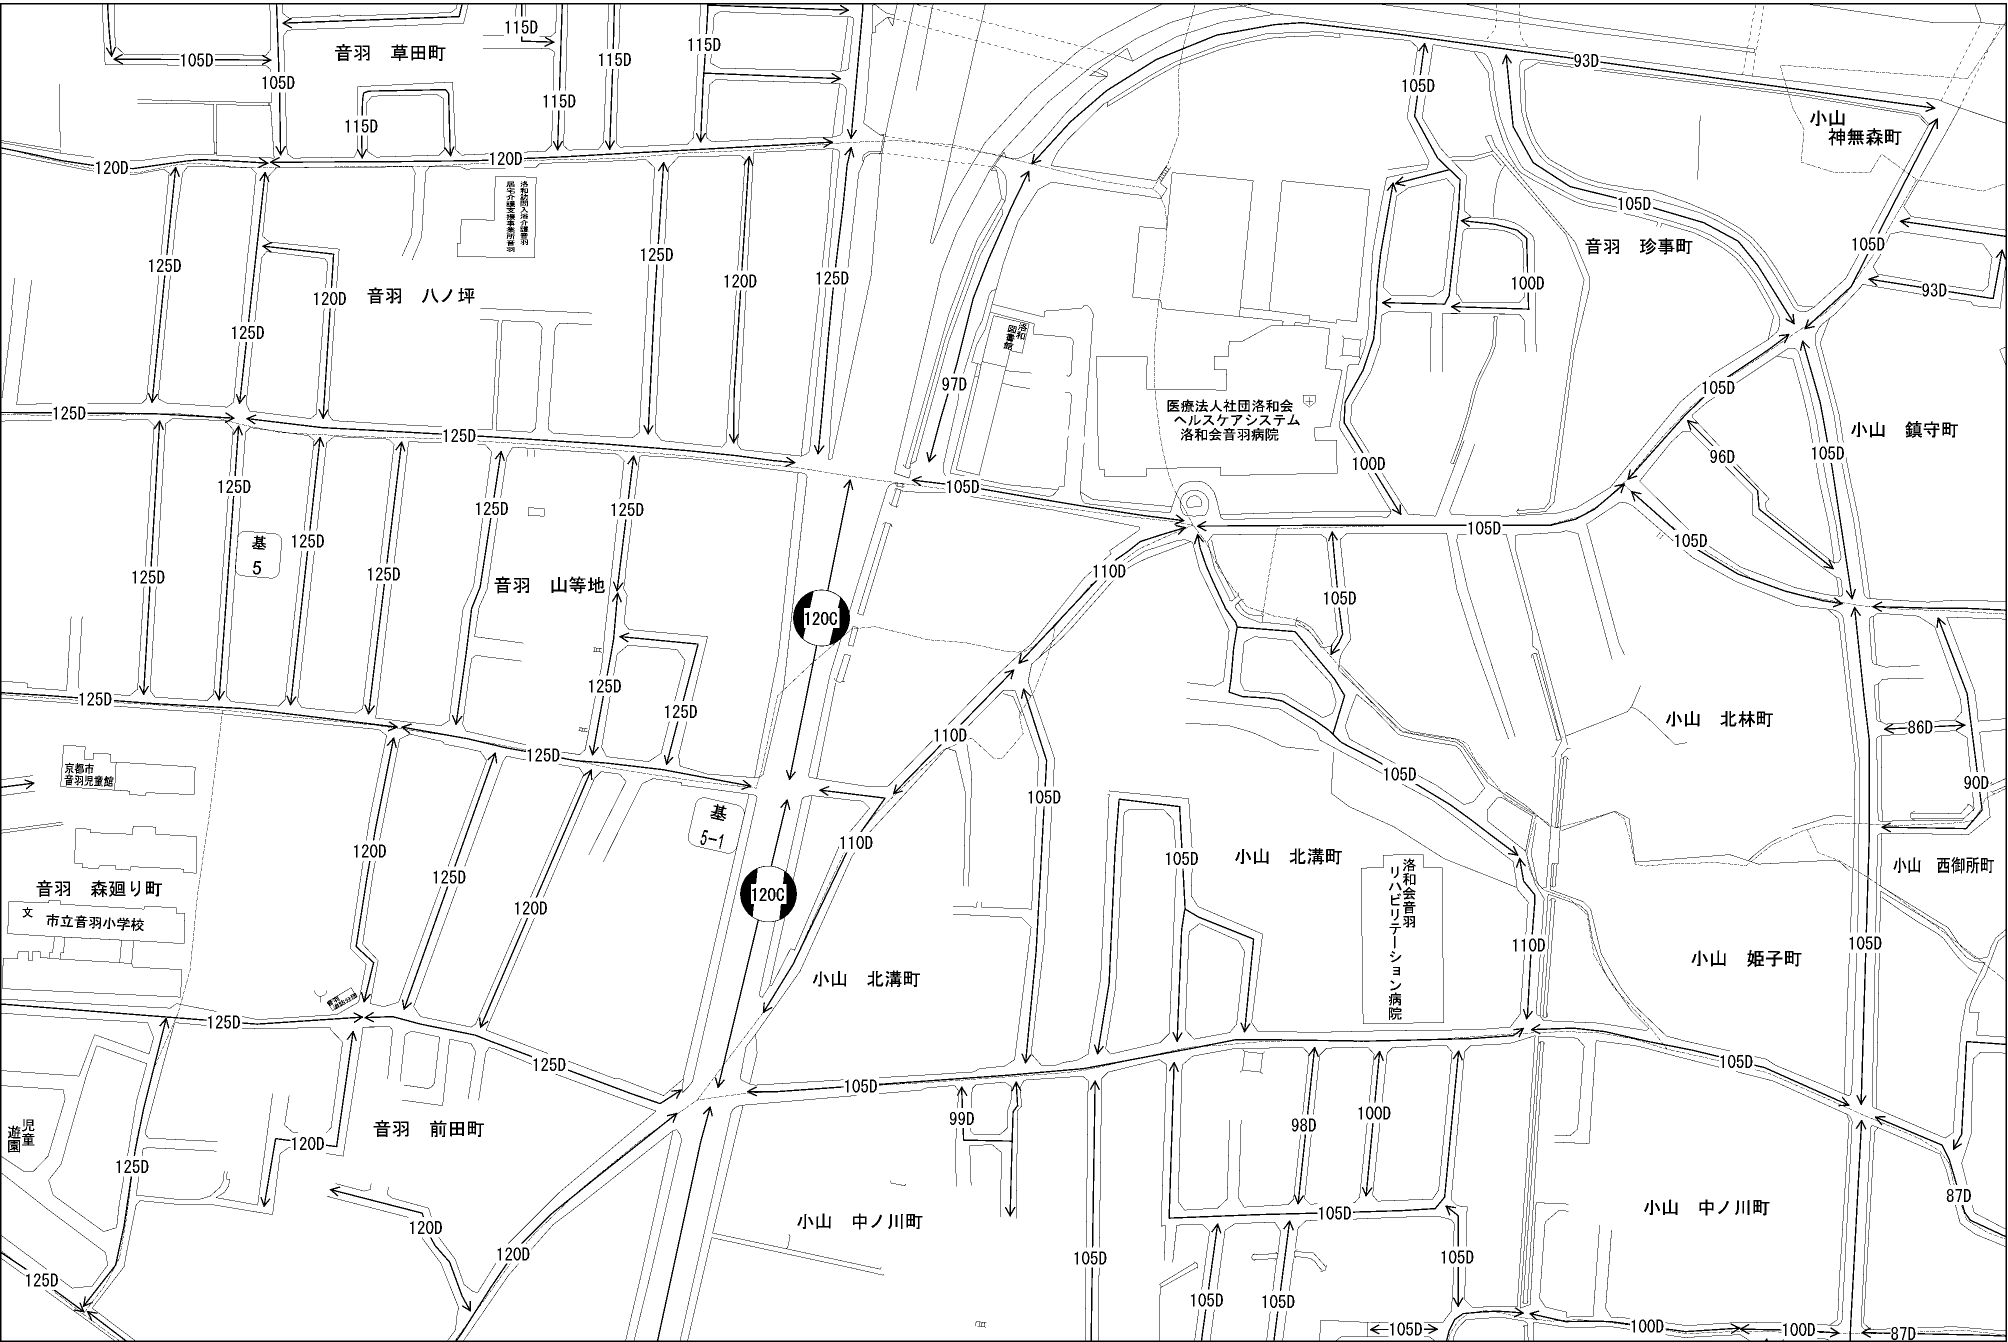 115D
115D
115D
音羽 草田町
105D
93D
105D
105D
115D
小山
神無森町
115D
120D
120D
洛和訪問入浴介護音羽
居宅介護支援事業所音羽
105D
105D
音羽 珍事町
125D
125D
120D
125D
100D
93D
音羽 八ノ坪
120D
125D
洛和
図書館
97D
105D
医療法人社団洛和会
ヘルスケアシステム
洛和会音羽病院
125D
125D
小山 鎮守町
105D
96D
100D
125D
105D
125D
125D
105D
105D
基
5
125D
125D
125D
110D
音羽 山等地
105D
120C
125D
125D
125D
小山 北林町
86D
110D
125D
京都市
音羽児童館
105D
90D
105D
基
5-1
120D
110D
105D
小山 北溝町
洛和会音羽
リハビリテーション病院
小山 西御所町
125D
音羽 森廻り町
120C
120D
文
市立音羽小学校
110D
105D
小山 姫子町
小山 北溝町
125D
125D
105D
105D
99D
98D
100D
児童
遊園
音羽 前田町
120D
125D
87D
小山 中ノ川町
小山 中ノ川町
105D
120D
120D
105D
105D
125D
105D
105D
105D
100D
100D
87D